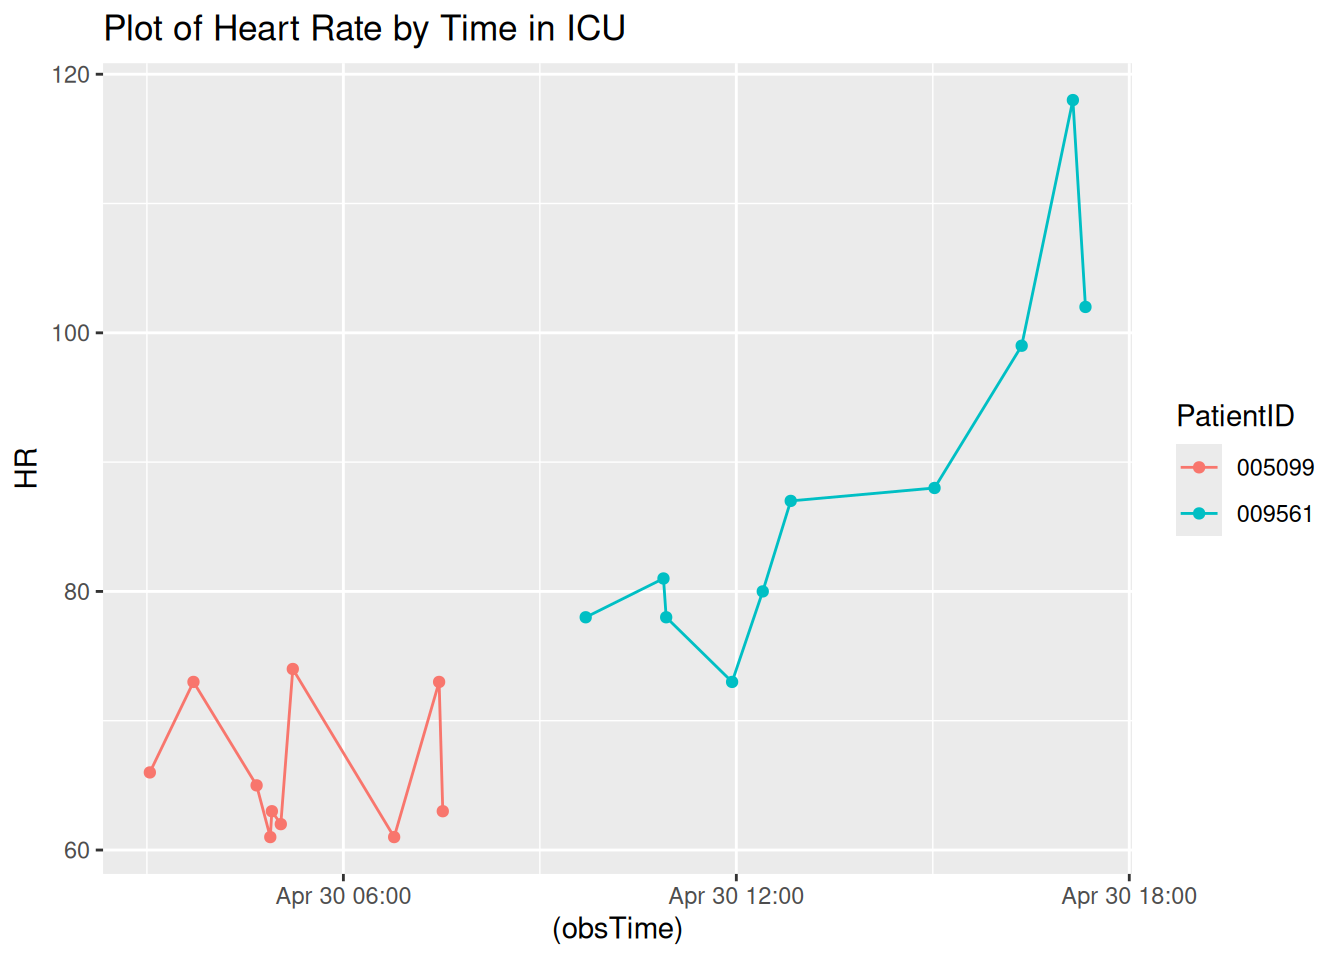 Plot of Heart Rate by Time in ICU
120
100
80
60
HR
Apr 30 06:00
Apr 30 12:00
Apr 30 18:00
(obsTime)
PatientID
005099
009561